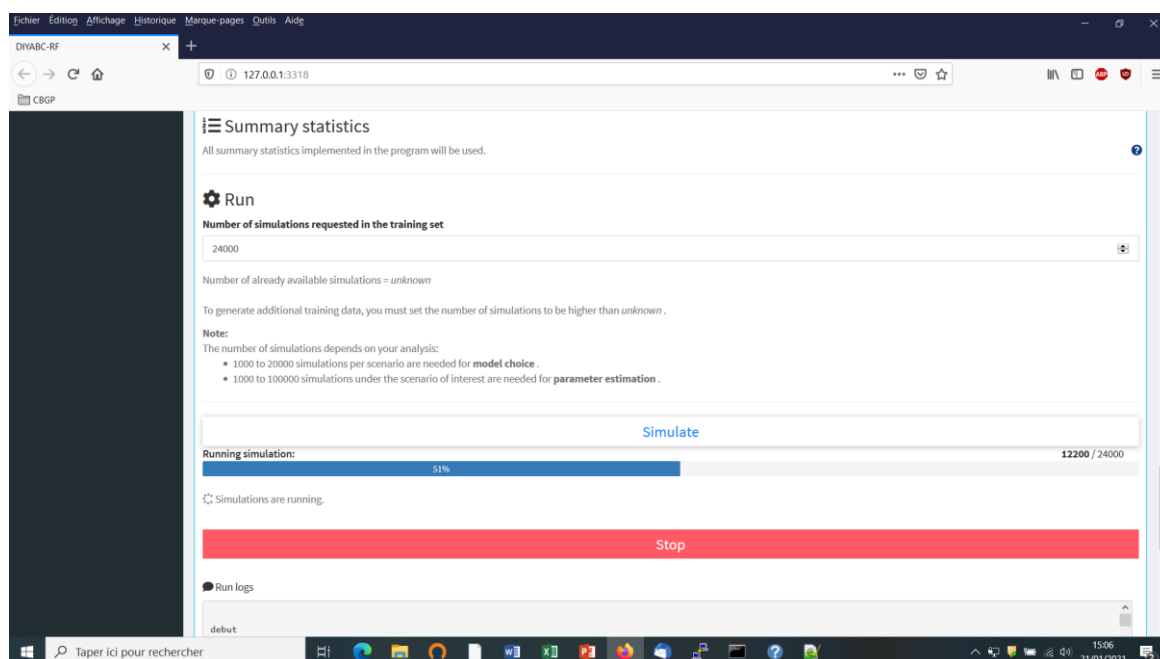 Fichier Édition Affichage Historique Marque-pages Outils Aide
DIYABC-RF
127.0.0.1:3318
CBGP
Summary statistics
All summary statistics implemented in the program will be used.
Run
Number of simulations requested in the training set
24000
Number of already available simulations = unknown
To generate additional training data, you must set the number of simulations to be higher than unknown .
Note:
The number of simulations depends on your analysis:
• 1000 to 20000 simulations per scenario are needed for model choice .
• 1000 to 100000 simulations under the scenario of interest are needed for parameter estimation .
Simulate
Running simulation: 12200 / 24000
51%
Simulations are running.
Stop
Run logs
debut
Taper ici pour rechercher
15:06
21/01/2021